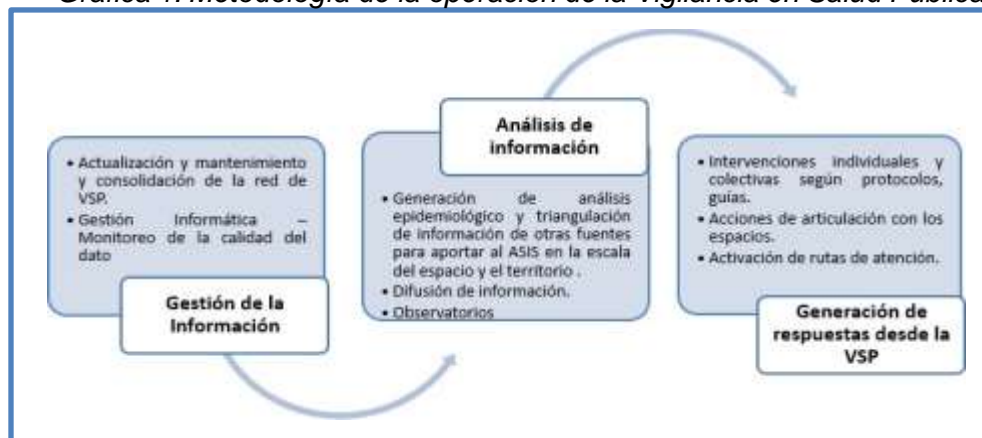 Gráfica 1. Metodología de la operación de la Vigilancia en Salud Pública
• Actualización y mantenimiento
y consolidación de la red de
VSP.
• Gestión Informática –
Monitoreo de la calidad del
dato
Gestión de la
Información
Análisis de
información
• Generación de análisis
epidemiológico y triangulación
de información de otras fuentes
para aportar al ASIS en la escala
del espacio y el territorio .
• Difusión de información.
• Observatorios
• Intervenciones individuales y
colectivas según protocolos,
guías.
• Acciones de articulación con los
espacios.
• Activación de rutas de atención.
Generación de
respuestas desde la
VSP